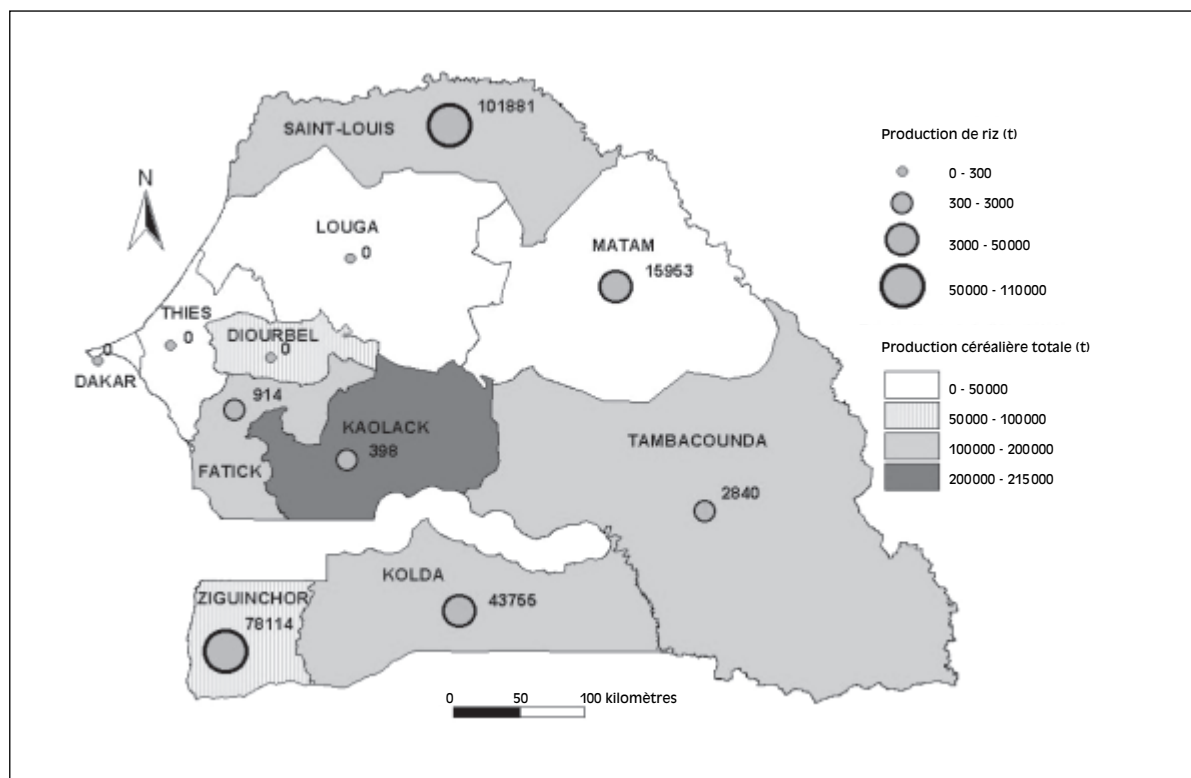 101881
SAINT-LOUIS
N
LOUGA
0
MATAM
15953
THIES
0
DIOURBEL
0
0
DAKAR
914
KAOLACK
398
FATICK
TAMBACOUNDA
2840
KOLDA
43755
ZIGUINCHOR
78114
0 50 100 kilomètres
Production de riz (t)
0 - 300
300 - 3000
3000 - 50000
50000 - 110000
Production céréalière totale (t)
0 - 50000
50000 - 100000
100000 - 200000
200000 - 215000